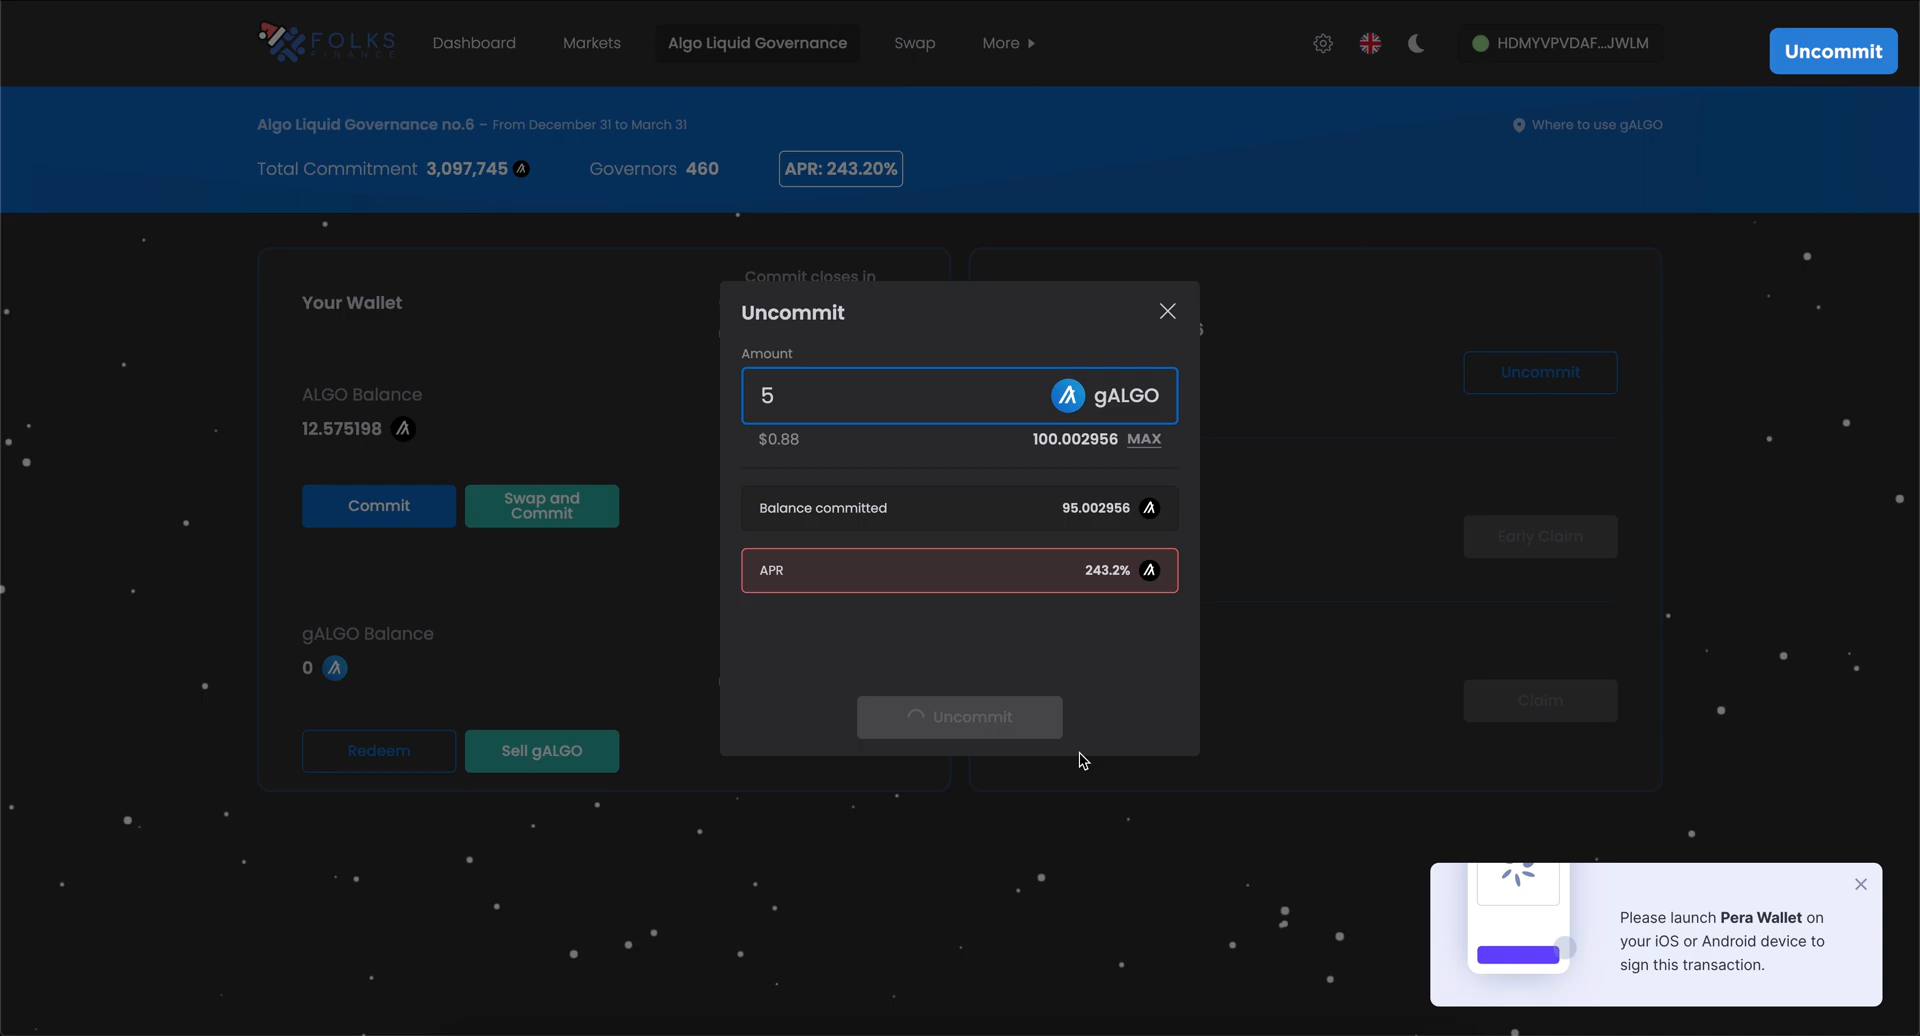 FOLKS
FINANCE
Dashboard
Markets
Algo Liquid Governance
Swap
More
HDMYVPVDAF...JWLM
Uncommit
Algo Liquid Governance no.6 – From December 31 to March 31
Where to use gALGO
Total Commitment 3,097,745
Governors 460
APR: 243.20%
Your Wallet
Commit closes in
ALGO Balance
12.575198
Commit
Swap and
Commit
gALGO Balance
0
Redeem
Sell gALGO
Uncommit
Amount
5
gALGO
$0.88
100.002956 MAX
Balance committed
95.002956
APR
243.2%
Uncommit
Uncommit
Early Claim
Claim
Please launch Pera Wallet on
your iOS or Android device to
sign this transaction.